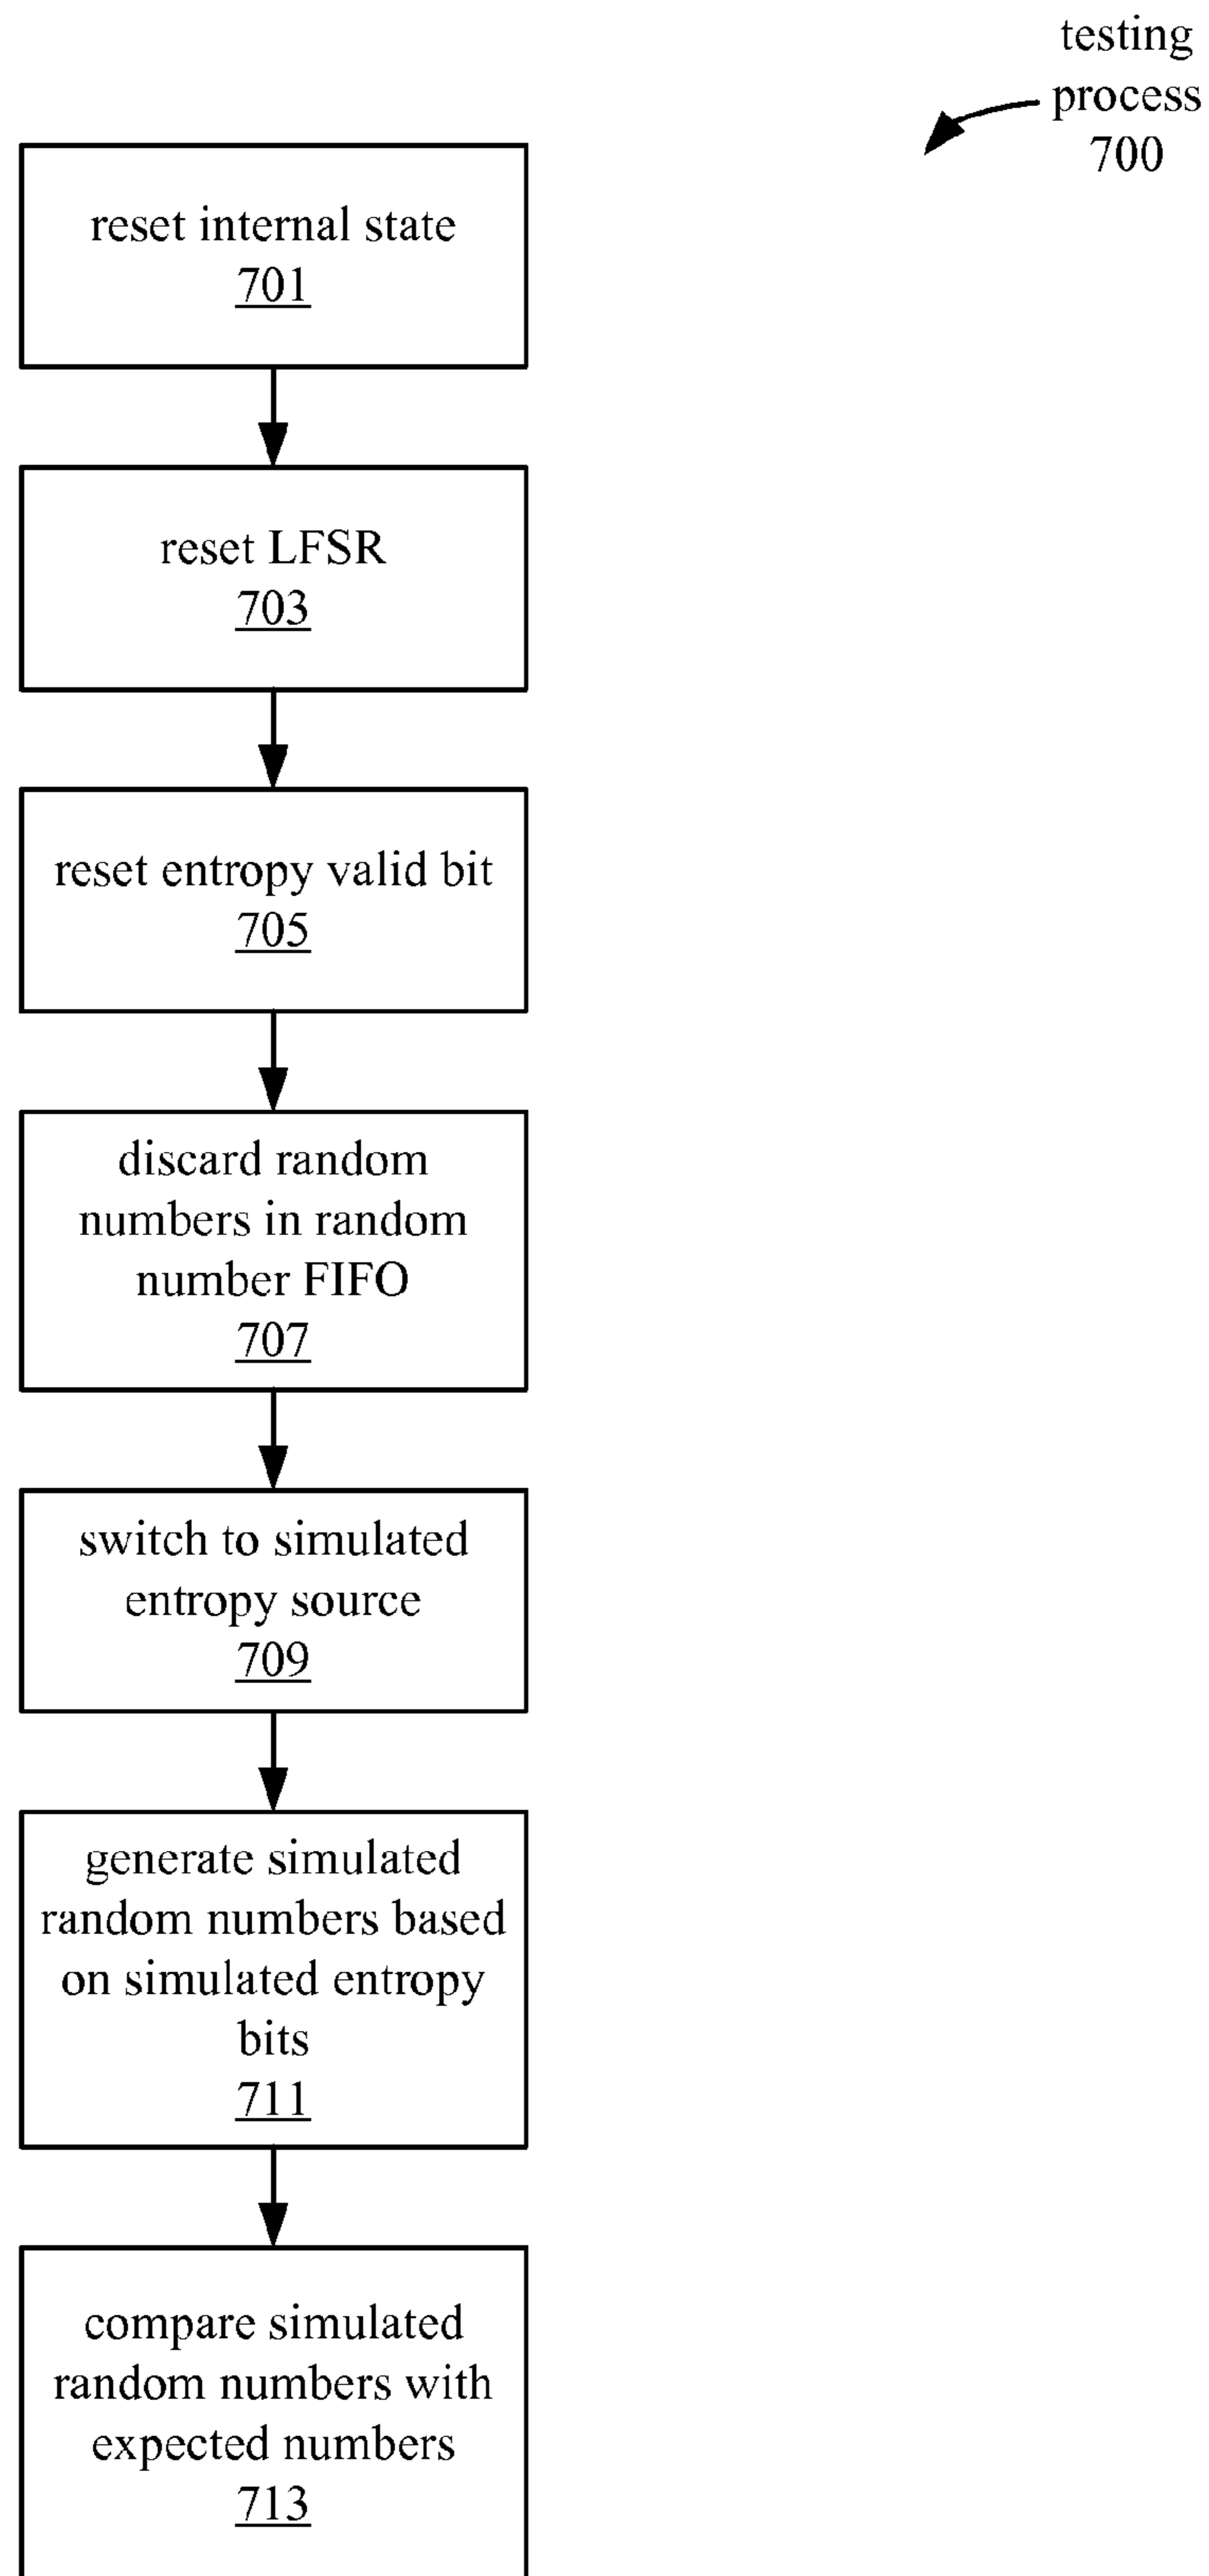 testing
process
700
reset internal state
701
reset LFSR
703
reset entropy valid bit
705
discard random
numbers in random
number FIFO
707
switch to simulated
entropy source
709
generate simulated
random numbers based
on simulated entropy
bits
711
compare simulated
random numbers with
expected numbers
713